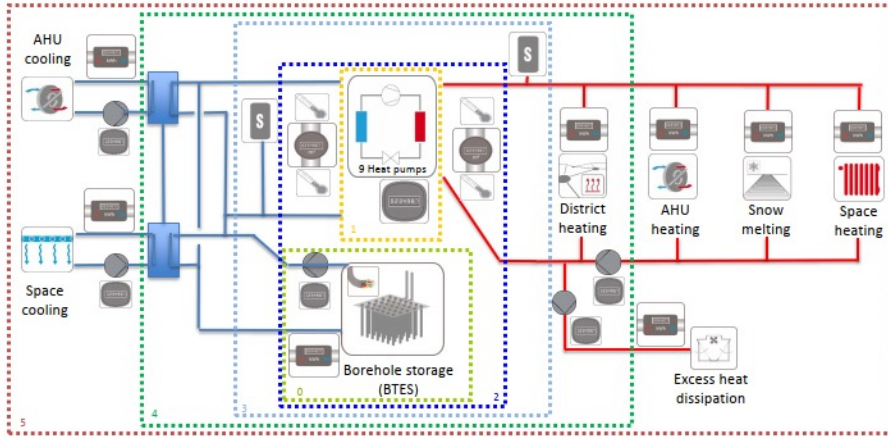 AHU
cooling
S
S
9 Heat pumps
District
heating
AHU
heating
Snow
melting
Space
heating
Space
cooling
Borehole storage
(BTES)
Excess heat
dissipation
0
1
2
3
4
5